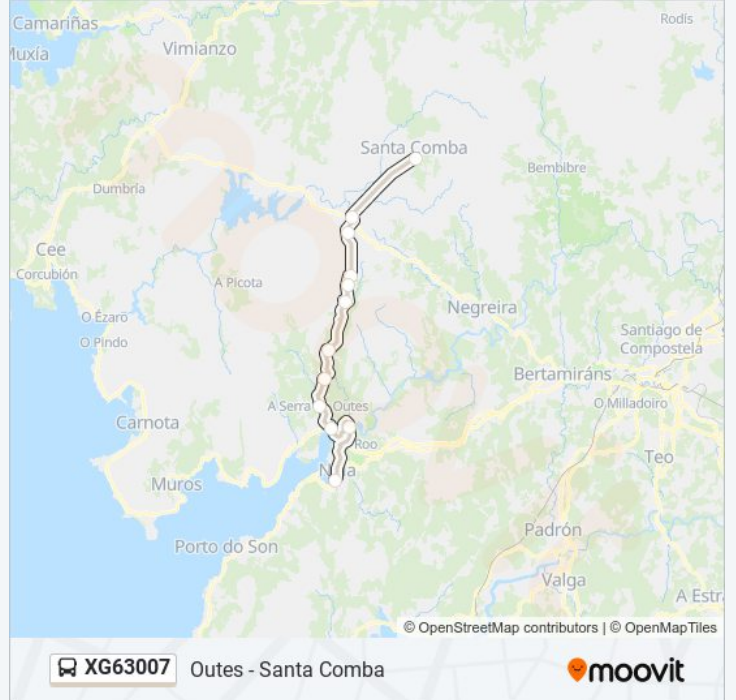 Camariñas
Rodís
Muxía
Vimianzo
Santa Comba
Bembibre
Dumbría
Cee
Corcubión
A Picota
Negreira
O Ézaro
Santiago de
Compostela
O Pindo
Bertamiráns
A Serra
Outes
O Milladoiro
Carnota
Roo
Teo
Noia
Muros
Padrón
Porto do Son
Valga
A Estr
© OpenStreetMap contributors | © OpenMapTiles
XG63007 Outes - Santa Comba
moovit